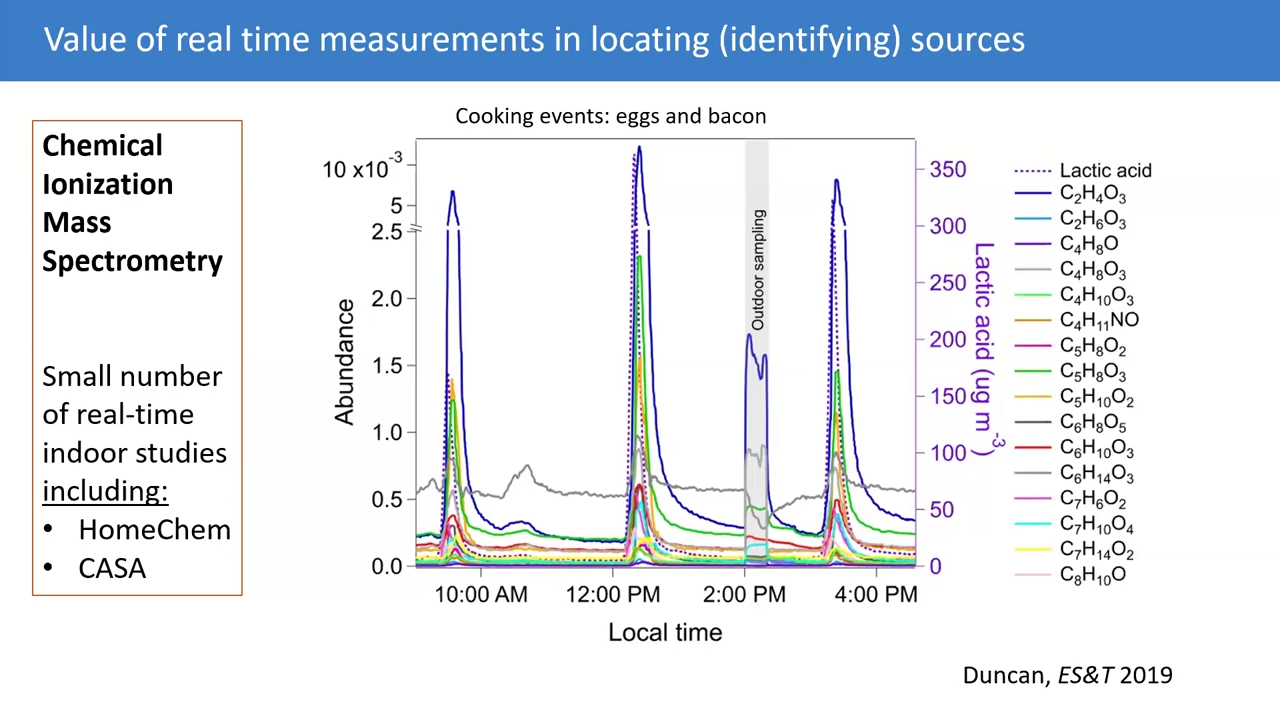 Value of real time measurements in locating (identifying) sources
Chemical
Ionization
Mass
Spectrometry
Small number
of real-time
indoor studies
including:
• HomeChem
• CASA
Cooking events: eggs and bacon
10 x10⁻³
5
2.5
2.0
1.5
1.0
0.5
0.0
Abundance
Outdoor sampling
350
300
250
200
150
100
50
0
Lactic acid (ug m⁻³)
10:00 AM 12:00 PM 2:00 PM 4:00 PM
Local time
Lactic acid
C₂H₄O₃
C₂H₆O₃
C₄H₈O
C₄H₈O₃
C₄H₁₀O₃
C₄H₁₁NO
C₅H₈O₂
C₅H₈O₃
C₅H₁₀O₂
C₆H₈O₅
C₆H₁₀O₃
C₆H₁₄O₃
C₇H₆O₂
C₇H₁₀O₄
C₇H₁₄O₂
C₈H₁₀O
Duncan, ES&T 2019